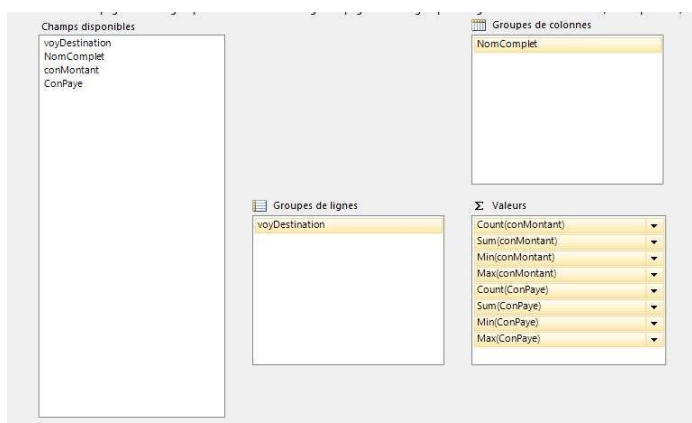 Champs disponibles
voyDestination
NomComplet
conMontant
ConPaye
Groupes de colonnes
NomComplet
Groupes de lignes
voyDestination
Σ Valeurs
Count(conMontant)
Sum(conMontant)
Min(conMontant)
Max(conMontant)
Count(ConPaye)
Sum(ConPaye)
Min(ConPaye)
Max(ConPaye)